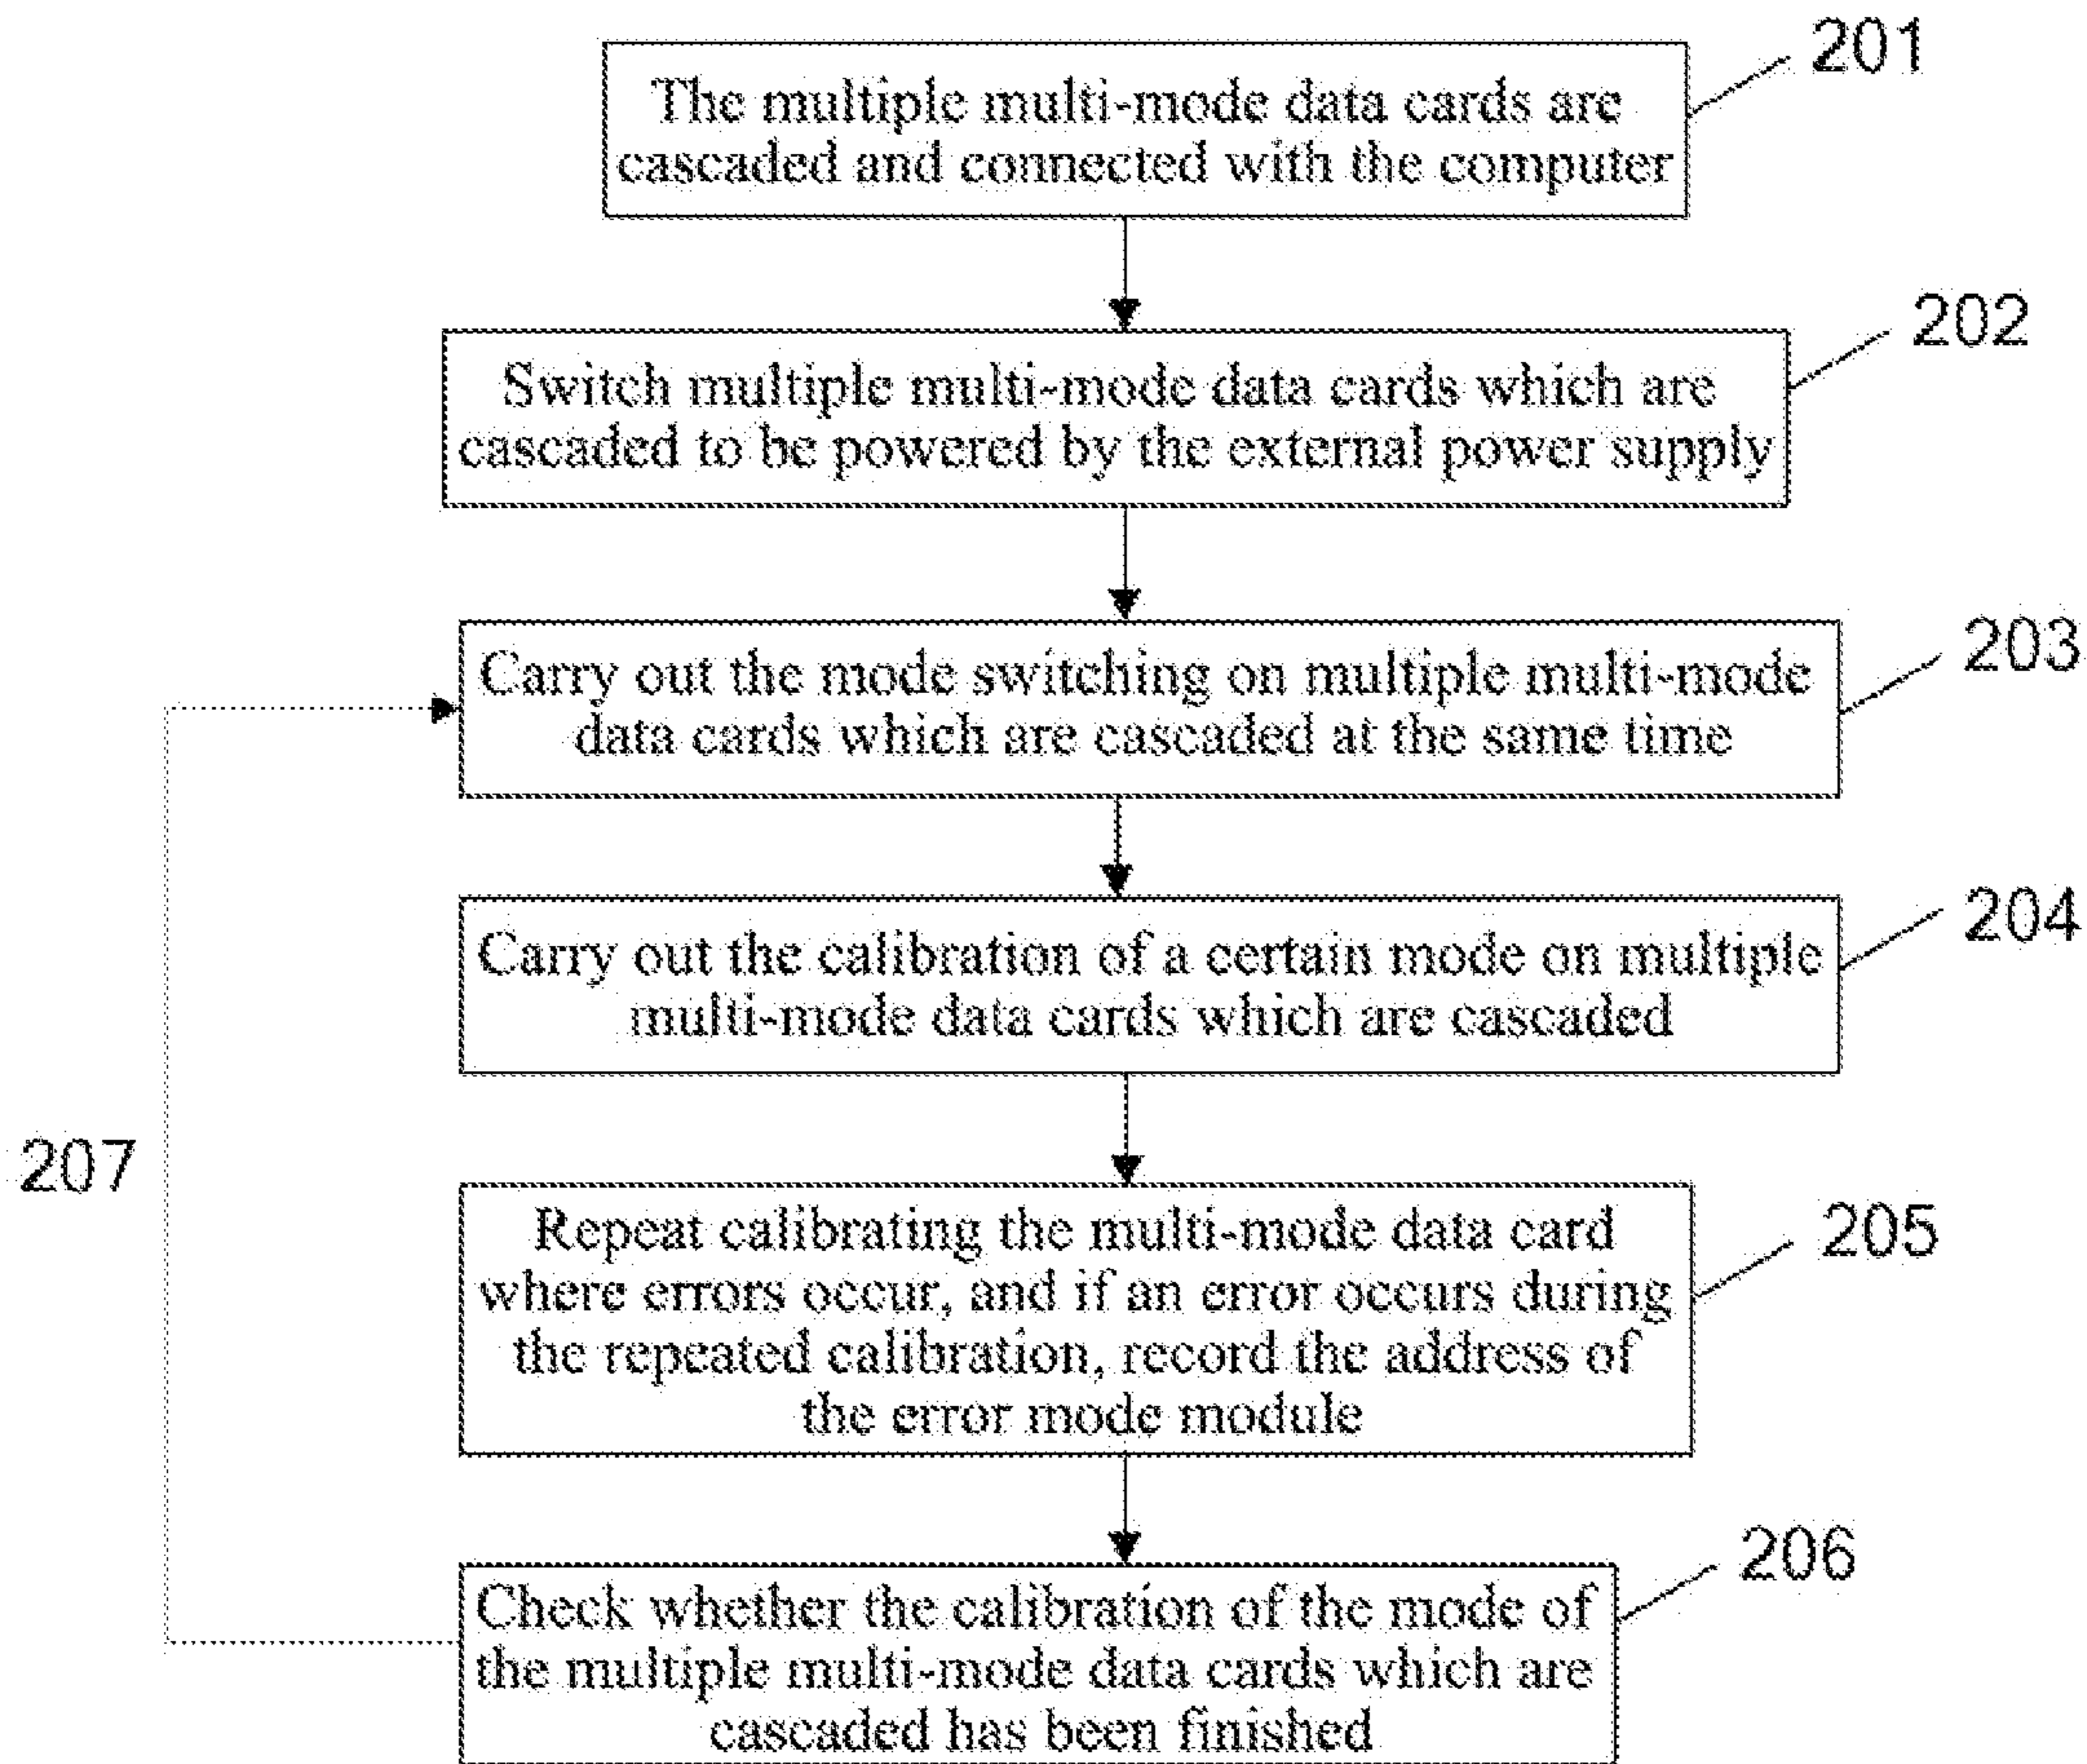 The multiple multi-mode data cards are
cascaded and connected with the computer
201
Switch multiple multi-mode data cards which are
cascaded to be powered by the external power supply
202
Carry out the mode switching on multiple multi-mode
data cards which are cascaded at the same time
203
Carry out the calibration of a certain mode on multiple
multi-mode data cards which are cascaded
204
207
Repeat calibrating the multi-mode data card
where errors occur, and if an error occurs during
the repeated calibration, record the address of
the error mode module
205
Check whether the calibration of the mode of
the multiple multi-mode data cards which are
cascaded has been finished
206